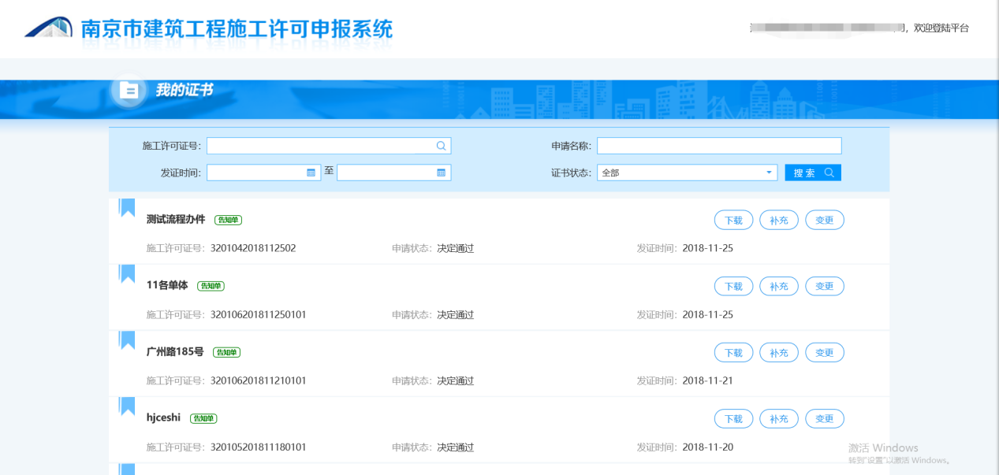 南京市建筑工程施工许可申报系统
，欢迎登陆平台
我的证书
施工许可证号： 申请名称：
发证时间： 至 证书状态： 全部 搜索
测试流程办件 告知单 下载 补充 变更
施工许可证号： 3201042018112502 申请状态： 决定通过 发证时间： 2018-11-25
11各单体 告知单 下载 补充 变更
施工许可证号： 320106201811250101 申请状态： 决定通过 发证时间： 2018-11-25
广州路185号 告知单 下载 补充 变更
施工许可证号： 320106201811210101 申请状态： 决定通过 发证时间： 2018-11-21
hjceshi 告知单 下载 补充 变更
施工许可证号： 320105201811180101 申请状态： 决定通过 发证时间： 2018-11-20
激活 Windows
转到"设置"以激活 Windows。